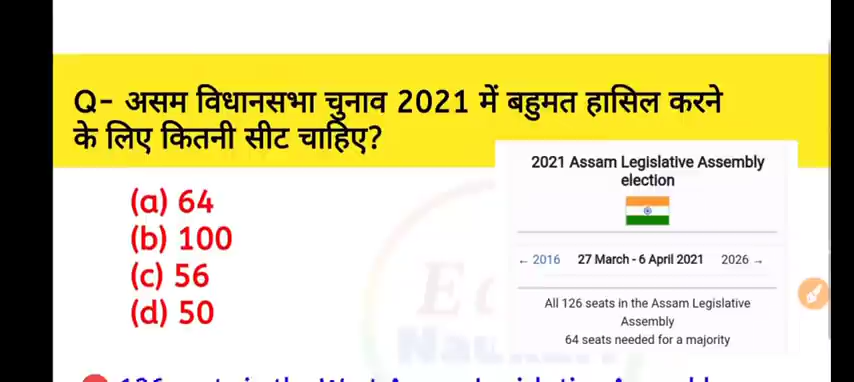 Q- असम विधानसभा चुनाव 2021 में बहुमत हासिल करने
के लिए कितनी सीट चाहिए?
2021 Assam Legislative Assembly
election
(a) 64
(b) 100
(c) 56
(d) 50
← 2016 27 March - 6 April 2021 2026 →
All 126 seats in the Assam Legislative
Assembly
64 seats needed for a majority